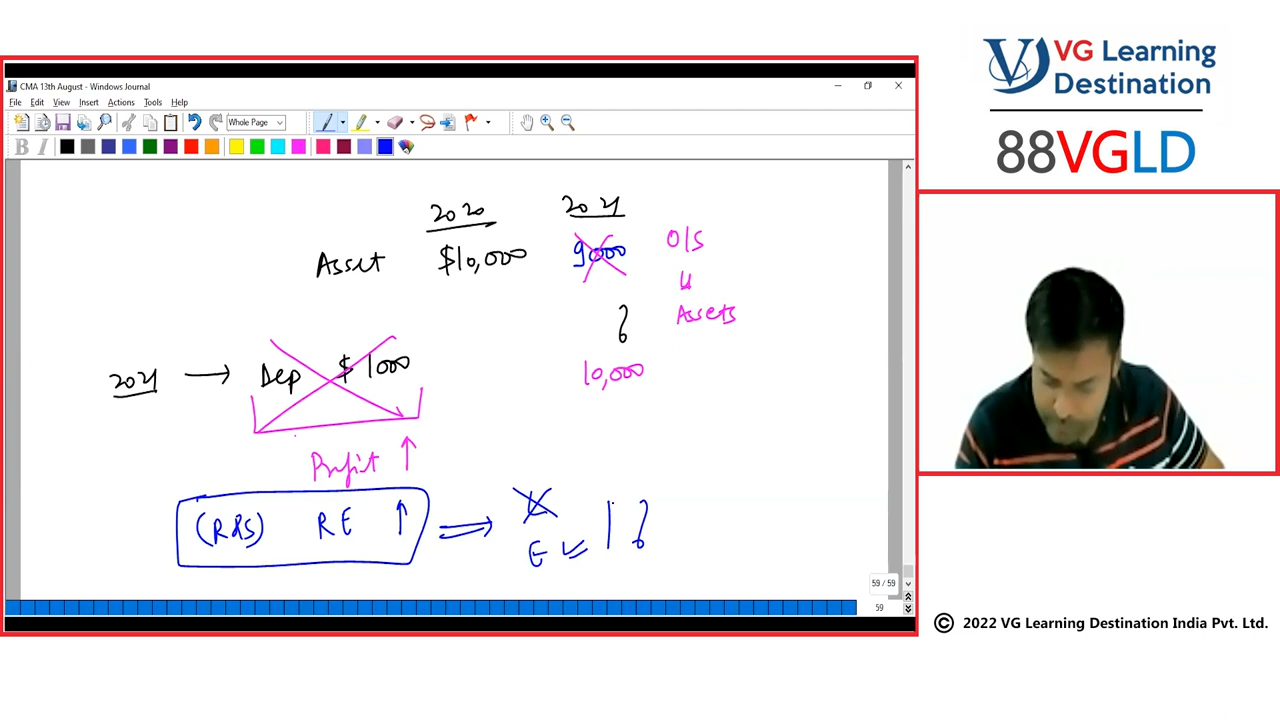 VG Learning
Destination
88VGLD
CMA 13th August - Windows Journal
File Edit View Insert Actions Tools Help
Whole Page
B I
2020 2021
Asset $10,000 9000 O/S
Assets
?
2021 → Dep $ 1000 10,000
Profit ↑
(R&S) RE ↑ ⇒ L
E ?
59 / 59
59
© 2022 VG Learning Destination India Pvt. Ltd.